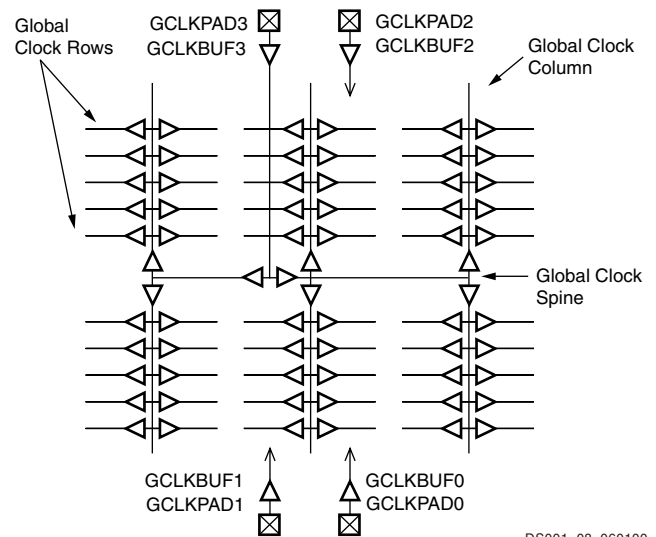 Global
Clock Rows
GCLKPAD3
GCLKBUF3
GCLKPAD2
GCLKBUF2
Global Clock
Column
Global Clock
Spine
GCLKBUF1
GCLKPAD1
GCLKBUF0
GCLKPAD0